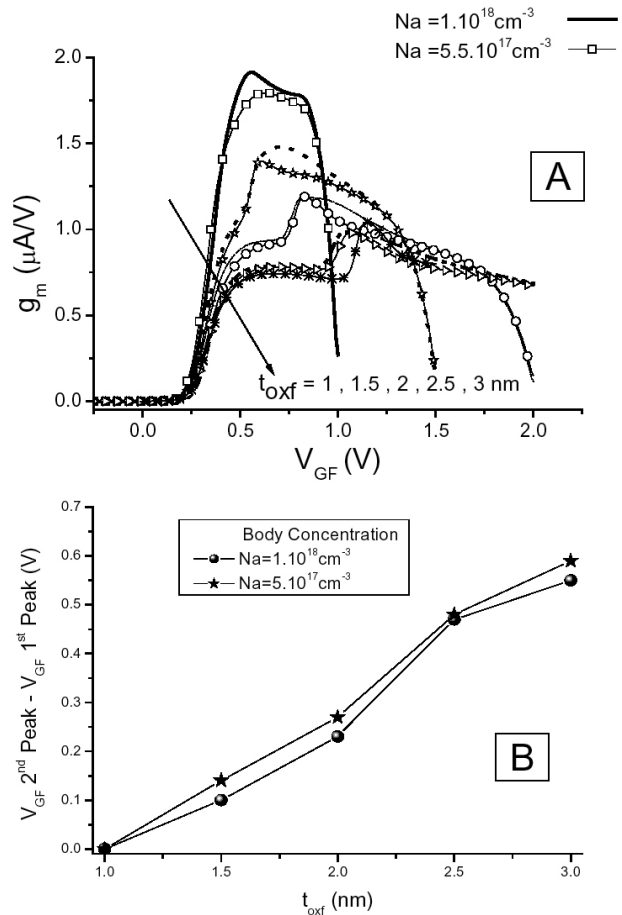 Na =1.10¹⁸cm⁻³
Na =5.5.10¹⁷cm⁻³
2.0
1.5
1.0
0.5
0.0
gₘ (μA/V)
A
t_oxf = 1 , 1.5 , 2 , 2.5 , 3 nm
0.0 0.5 1.0 1.5 2.0
V_GF (V)
0.7
0.6
0.5
0.4
0.3
0.2
0.1
0.0
V_GF 2ⁿᵈ Peak - V_GF 1ˢᵗ Peak (V)
Body Concentration
Na=1.10¹⁸cm⁻³
Na=5.10¹⁷cm⁻³
B
1.0 1.5 2.0 2.5 3.0
t_oxf (nm)